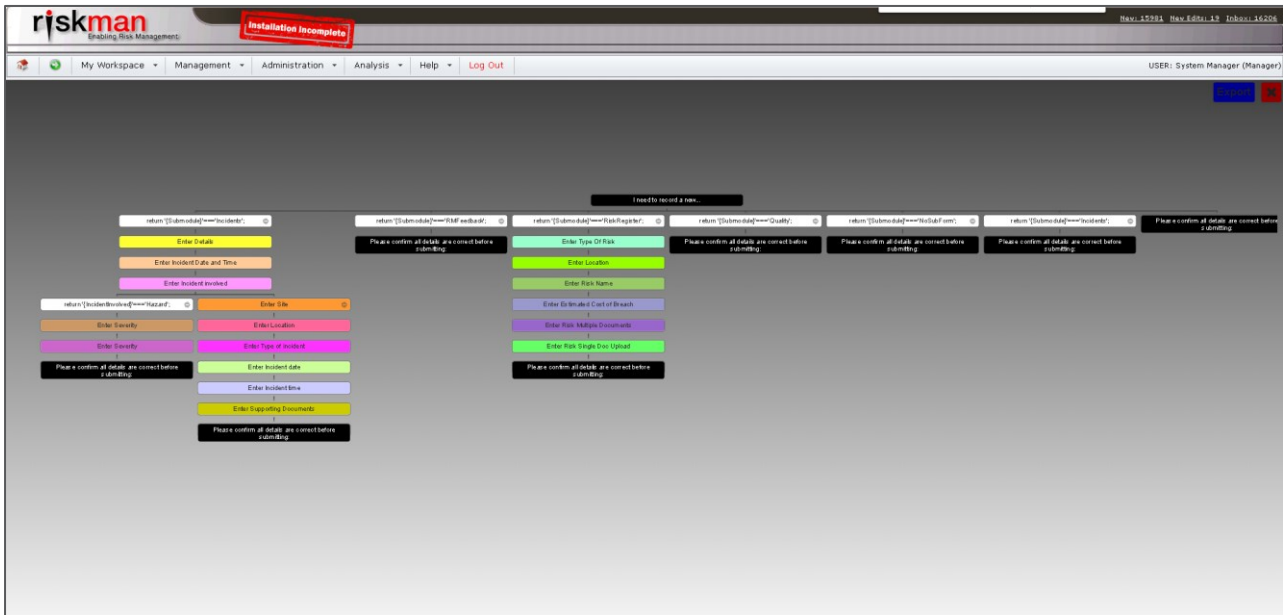 riskman
Enabling Risk Management
Installation Incomplete
New: 15981 New Edits: 19 Inbox: 16206
My Workspace Management Administration Analysis Help Log Out USER: System Manager (Manager)
Export
I need to record a new...
return '{Submodule}'==='Incidents';
return '{Submodule}'==='RMFeedback';
return '{Submodule}'==='RiskRegister';
return '{Submodule}'==='Quality';
return '{Submodule}'==='NoSubForm';
return '{Submodule}'==='Incidents';
Please confirm all details are correct before
submitting:
Enter Details
Enter Incident Date and Time
Enter Incident involved
return '{IncidentInvolved}'==='Hazard';
Enter Severity
Enter Severity
Please confirm all details are correct before
submitting:
Enter Site
Enter Location
Enter Type of Incident
Enter Incident date
Enter Incident time
Enter Supporting Documents
Please confirm all details are correct before
submitting:
Please confirm all details are correct before
submitting:
Enter Type Of Risk
Enter Location
Enter Risk Name
Enter Estimated Cost of Breach
Enter Risk Multiple Documents
Enter Risk Single Doc Upload
Please confirm all details are correct before
submitting:
Please confirm all details are correct before
submitting:
Please confirm all details are correct before
submitting:
Please confirm all details are correct before
submitting: